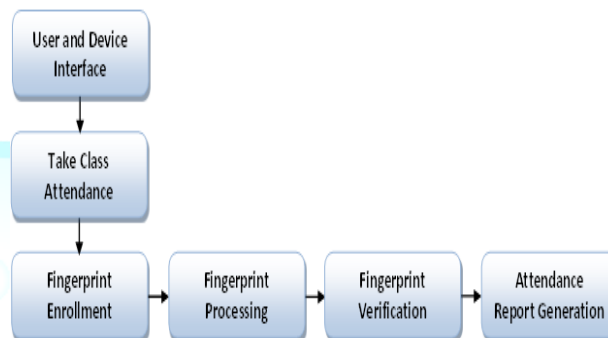 User and Device
Interface
Take Class
Attendance
Fingerprint
Enrollment
Fingerprint
Processing
Fingerprint
Verification
Attendance
Report Generation